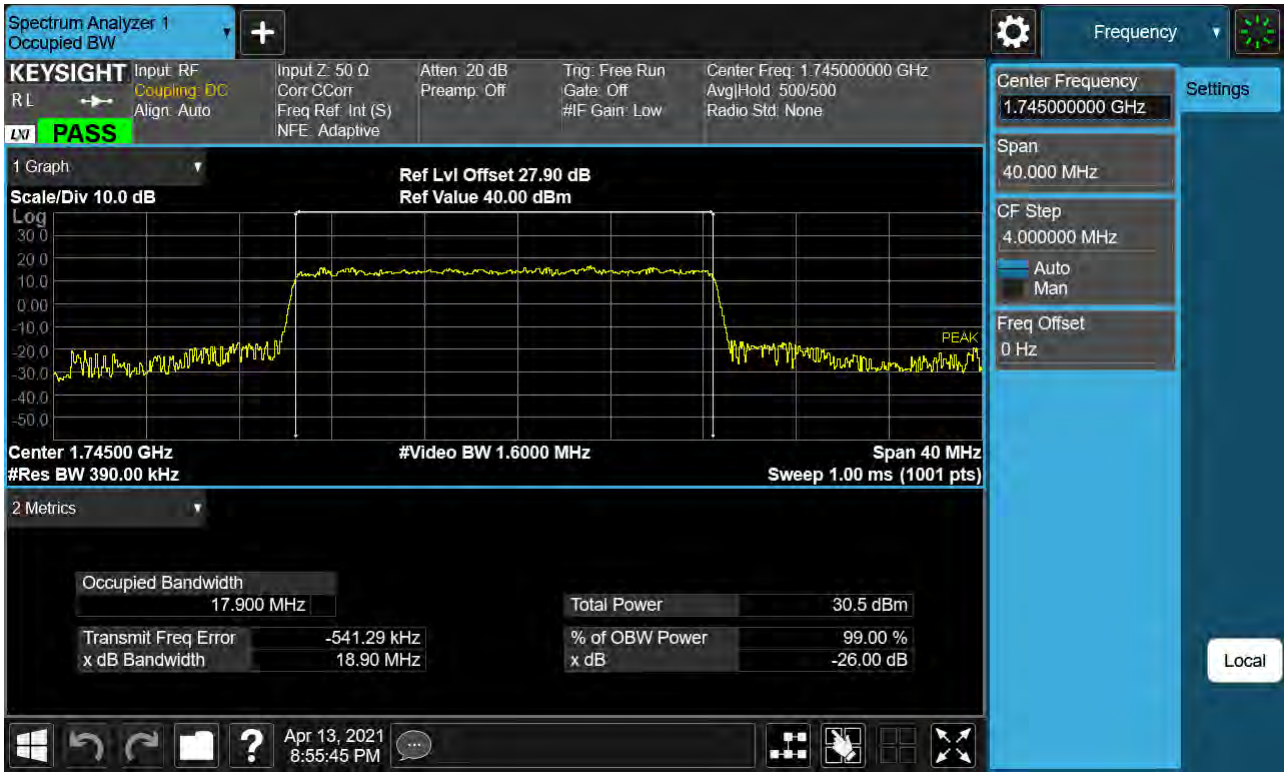 Spectrum Analyzer 1
Occupied BW
+
Frequency
KEYSIGHT
R L
LXI
PASS
Input: RF
Coupling: DC
Align: Auto
Input Z: 50 Ω
Corr CCorr
Freq Ref: Int (S)
NFE: Adaptive
Atten: 20 dB
Preamp: Off
Trig: Free Run
Gate: Off
#IF Gain: Low
Center Freq: 1.745000000 GHz
Avg|Hold: 500/500
Radio Std: None
Center Frequency
1.745000000 GHz
Settings
Span
40.000 MHz
CF Step
4.000000 MHz
Auto
Man
Freq Offset
0 Hz
Local
1 Graph
Scale/Div 10.0 dB
Ref Lvl Offset 27.90 dB
Ref Value 40.00 dBm
Log
30.0
20.0
10.0
0.00
-10.0
-20.0
-30.0
-40.0
-50.0
PEAK
Center 1.74500 GHz
#Video BW 1.6000 MHz
Span 40 MHz
#Res BW 390.00 kHz
Sweep 1.00 ms (1001 pts)
2 Metrics
Occupied Bandwidth
17.900 MHz
Total Power 30.5 dBm
Transmit Freq Error -541.29 kHz
% of OBW Power 99.00 %
x dB Bandwidth 18.90 MHz
x dB -26.00 dB
?
Apr 13, 2021
8:55:45 PM